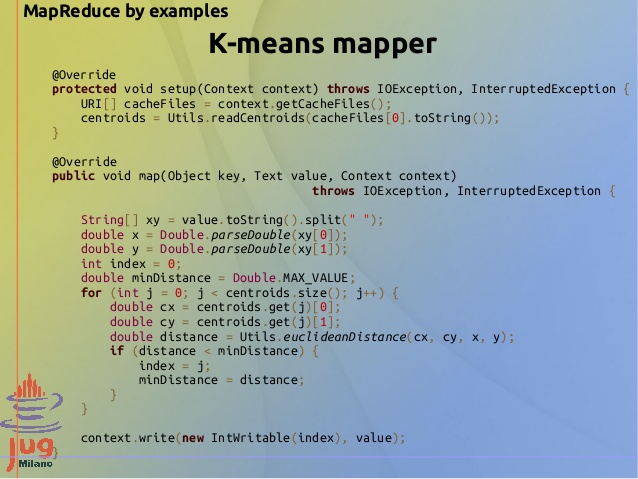 MapReduce by examples
K-means mapper
@Override
protected void setup(Context context) throws IOException, InterruptedException {
    URI[] cacheFiles = context.getCacheFiles();
    centroids = Utils.readCentroids(cacheFiles[0].toString());
}
@Override
public void map(Object key, Text value, Context context)
                                    throws IOException, InterruptedException {
    String[] xy = value.toString().split(" ");
    double x = Double.parseDouble(xy[0]);
    double y = Double.parseDouble(xy[1]);
    int index = 0;
    double minDistance = Double.MAX_VALUE;
    for (int j = 0; j < centroids.size(); j++) {
        double cx = centroids.get(j)[0];
        double cy = centroids.get(j)[1];
        double distance = Utils.euclideanDistance(cx, cy, x, y);
        if (distance < minDistance) {
            index = j;
            minDistance = distance;
        }
    }
    context.write(new IntWritable(index), value);
}
jug
Milano